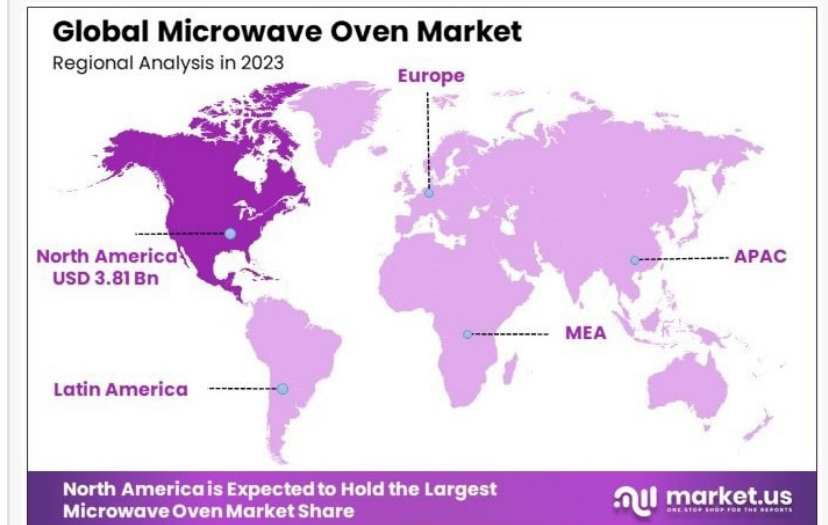 Global Microwave Oven Market
Regional Analysis in 2023
Europe
North America
USD 3.81 Bn
APAC
MEA
Latin America
North America is Expected to Hold the Largest
Microwave Oven Market Share
market.us
ONE STOP SHOP FOR THE REPORTS